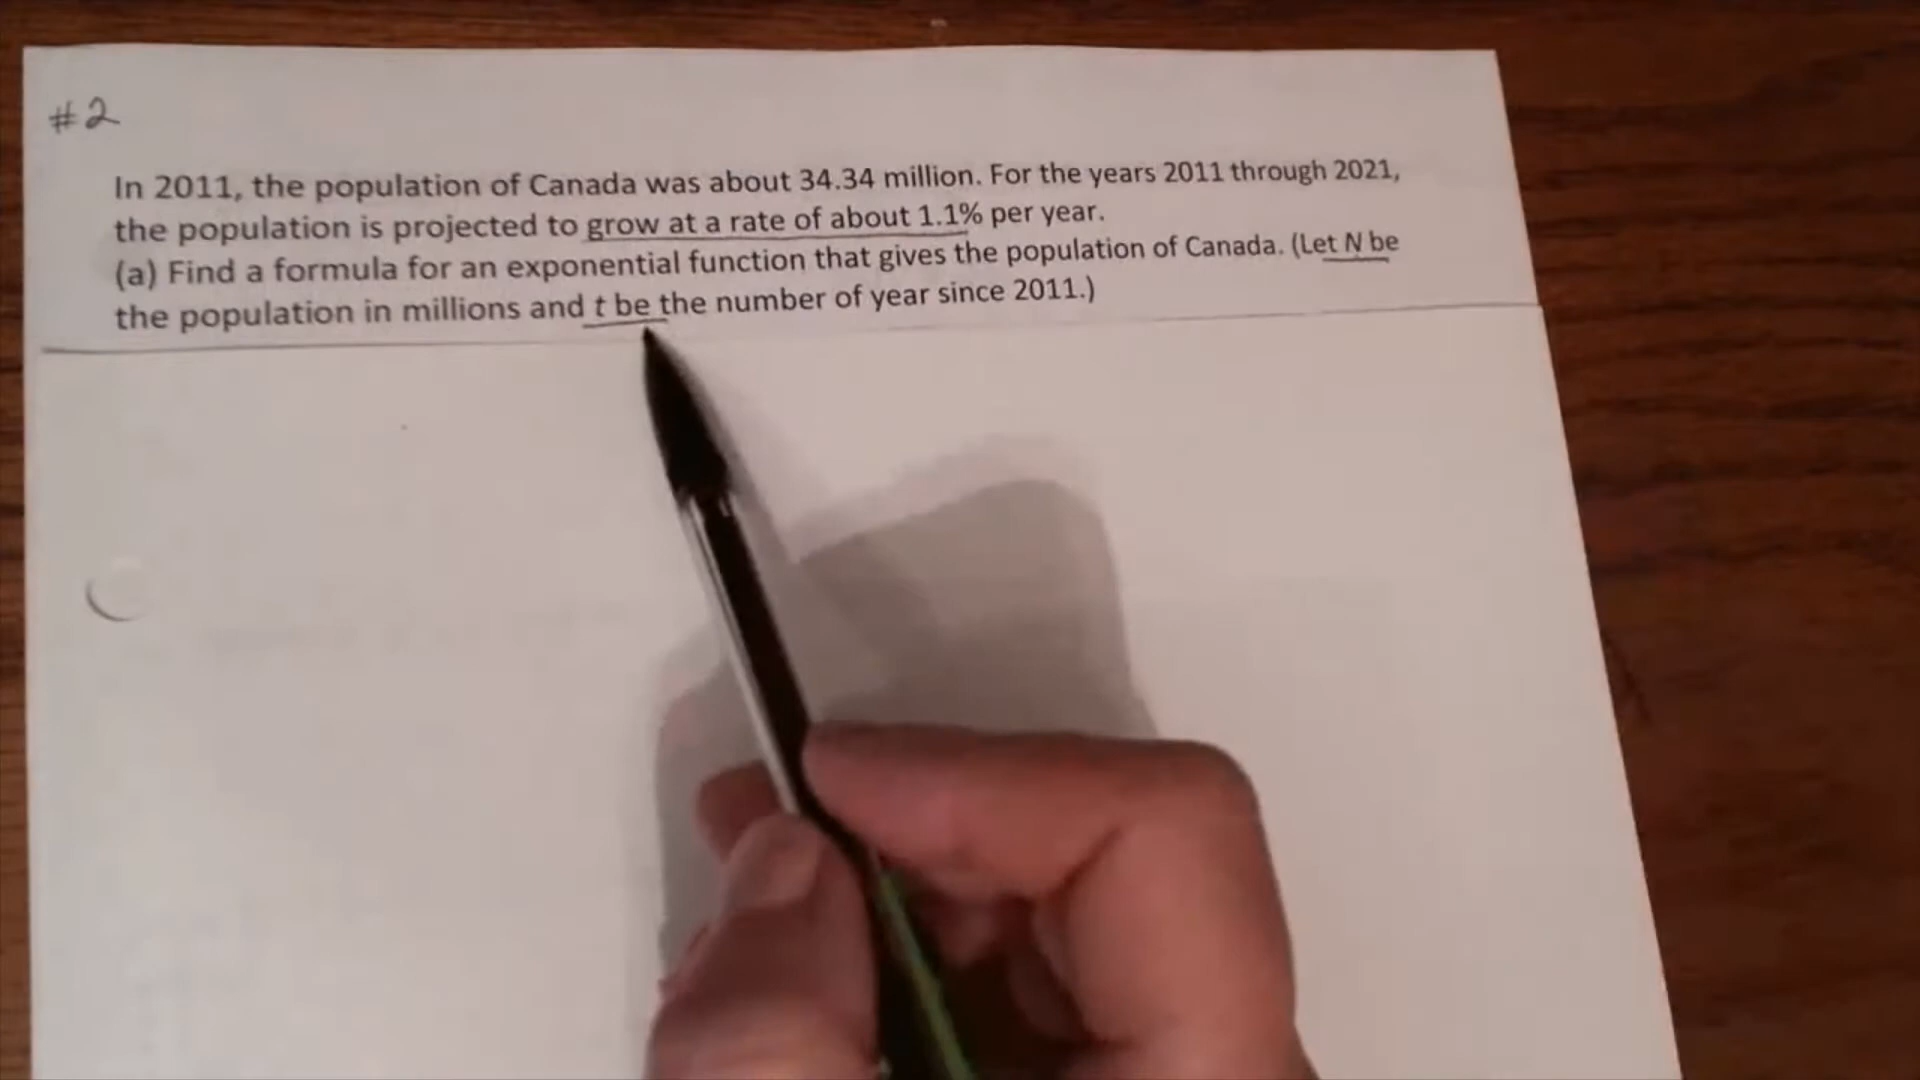 #2
In 2011, the population of Canada was about 34.34 million. For the years 2011 through 2021,
the population is projected to grow at a rate of about 1.1% per year.
(a) Find a formula for an exponential function that gives the population of Canada. (Let N be
the population in millions and t be the number of year since 2011.)